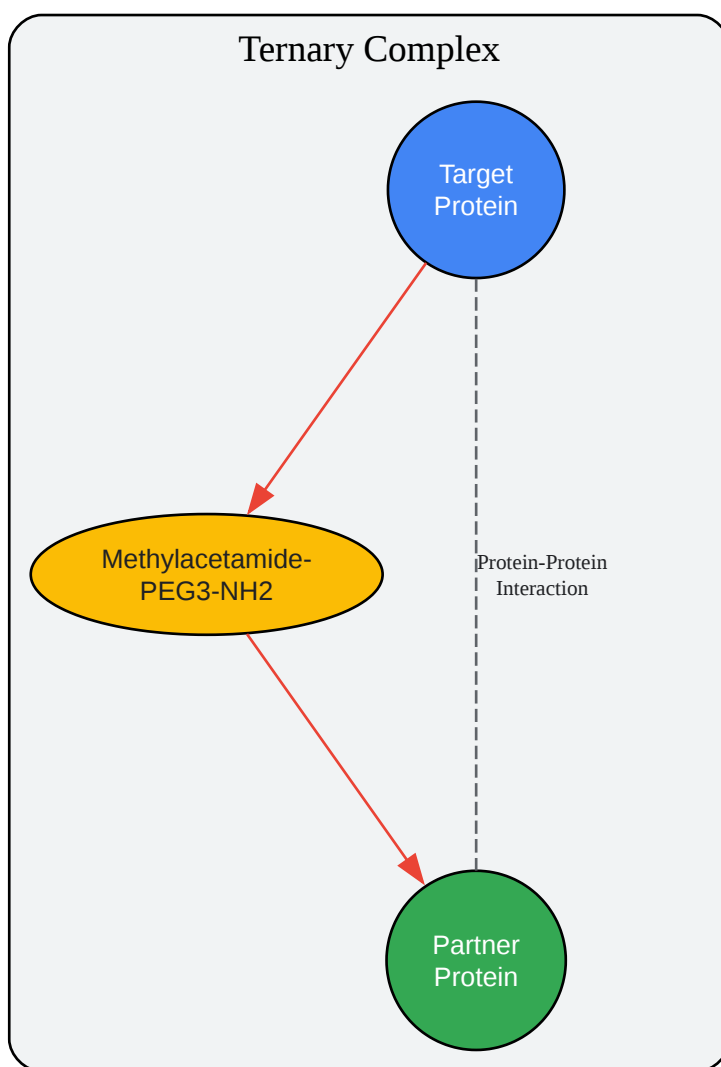 Ternary Complex
Target
Protein
Methylacetamide-
PEG3-NH2
Protein-Protein
Interaction
Partner
Protein